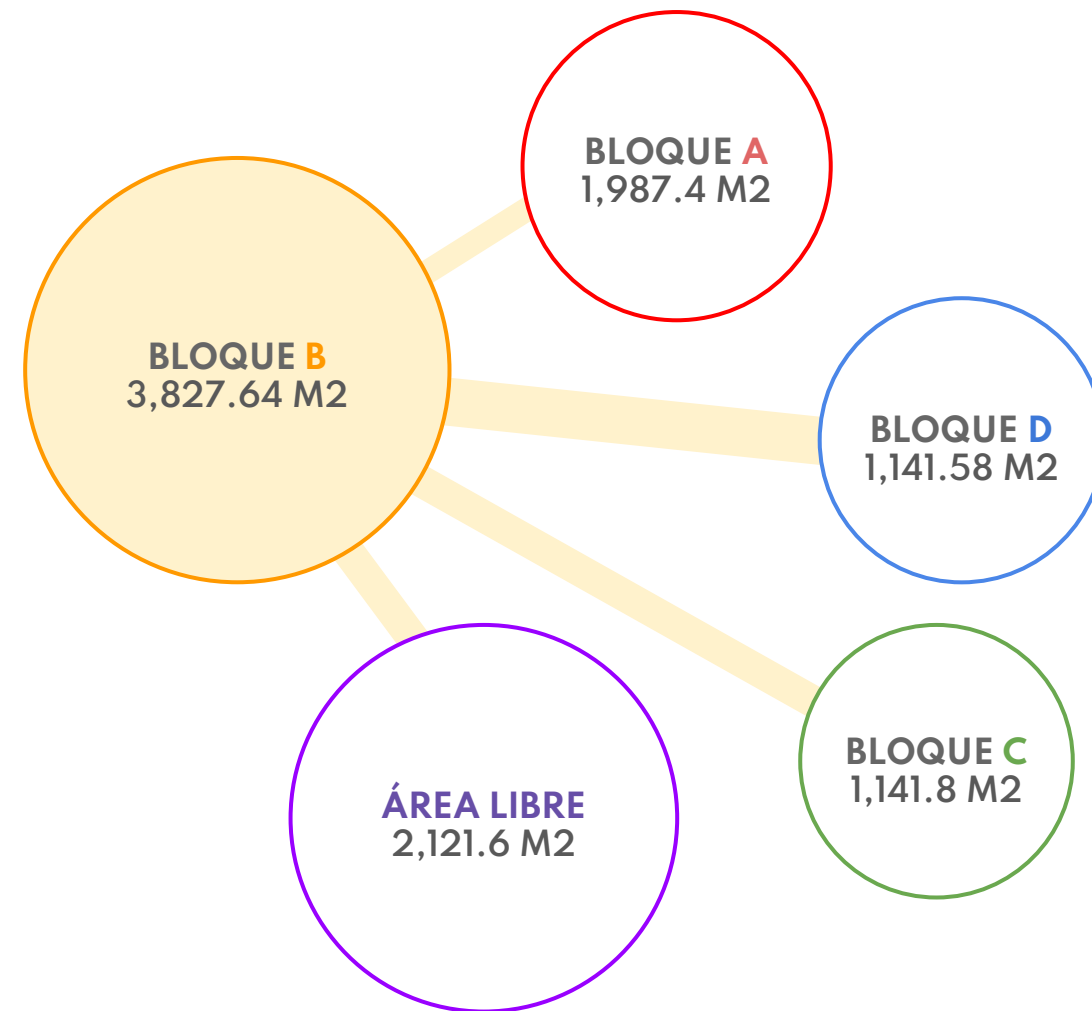 BLOQUE A
1,987.4 M2
BLOQUE B
3,827.64 M2
BLOQUE D
1,141.58 M2
BLOQUE C
1,141.8 M2
ÁREA LIBRE
2,121.6 M2